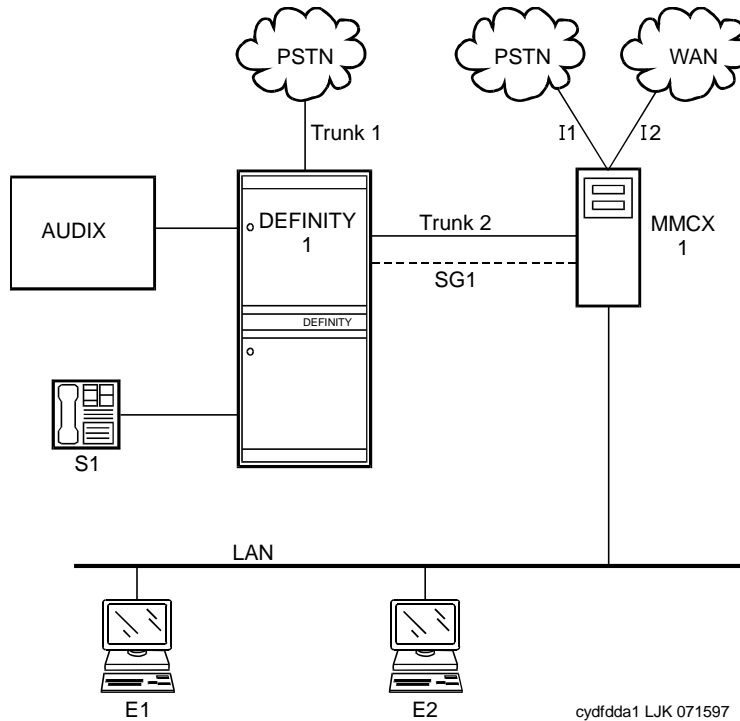 PSTN
PSTN
WAN
Trunk 1
I1
I2
AUDIX
DEFINITY
1
Trunk 2
MMCX
1
SG1
DEFINITY
S1
LAN
E1
E2
cydfdda1 LJK 071597